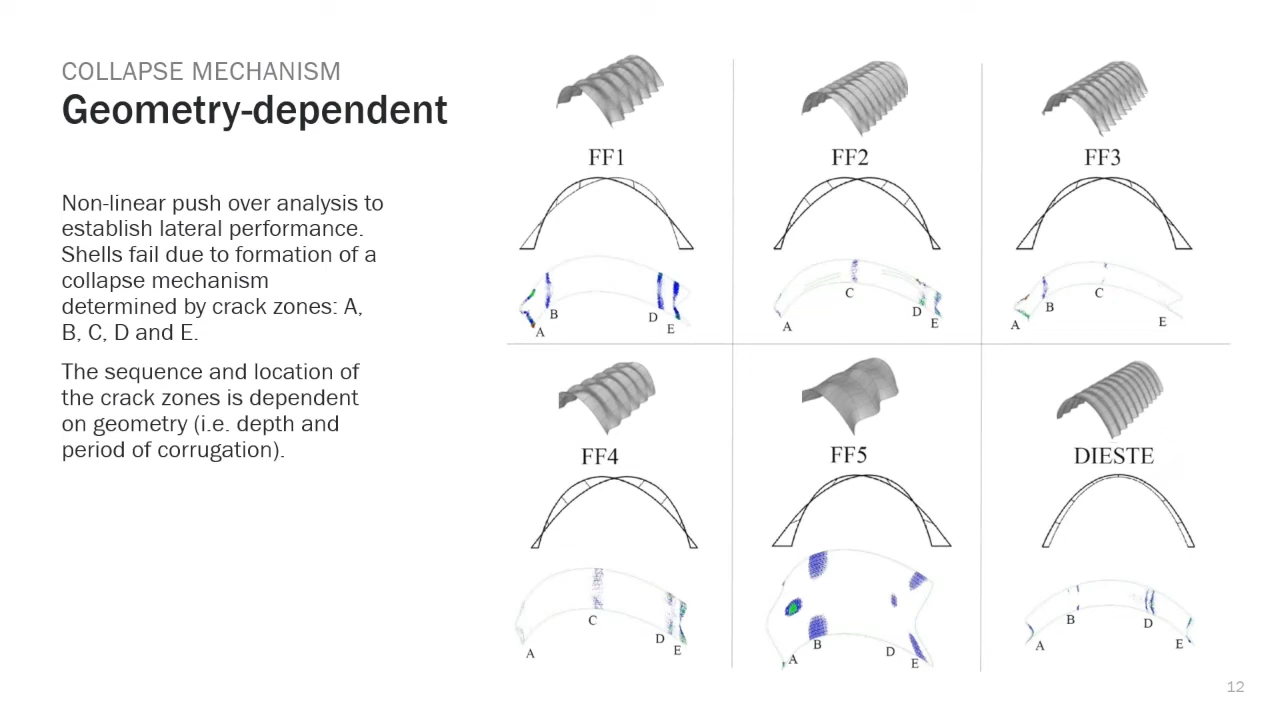 COLLAPSE MECHANISM
Geometry-dependent
Non-linear push over analysis to
establish lateral performance.
Shells fail due to formation of a
collapse mechanism
determined by crack zones: A,
B, C, D and E.
The sequence and location of
the crack zones is dependent
on geometry (i.e. depth and
period of corrugation).
FF1
A
B
D
E
FF2
A
C
D
E
FF3
A
B
C
E
FF4
A
C
D
E
FF5
A
B
D
E
DIESTE
A
B
D
E
12